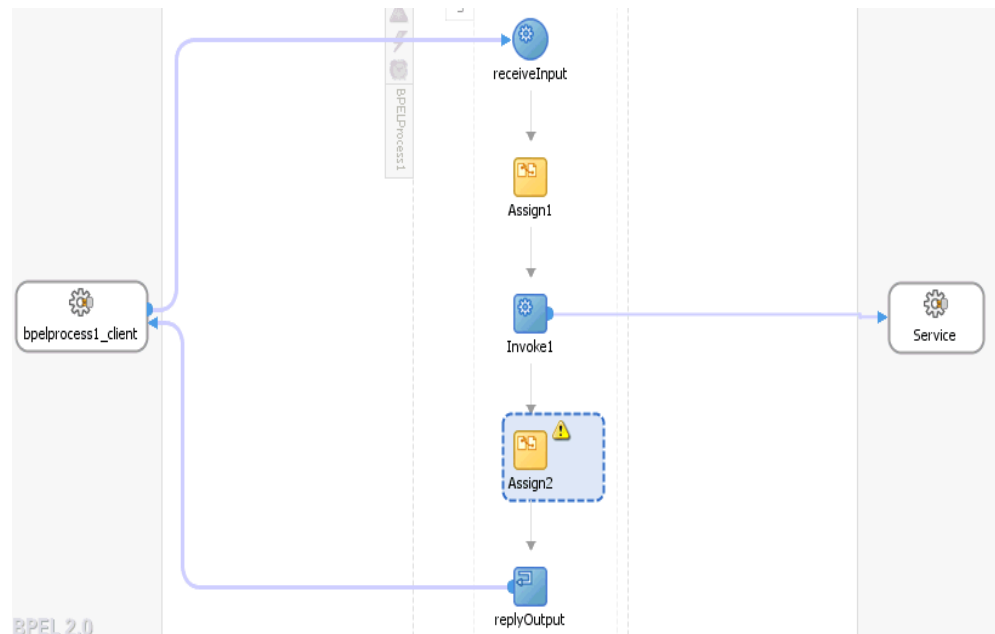 receiveInput
BPELProcess1
Assign1
bpelprocess1_client
Invoke1
Service
Assign2
replyOutput
BPEL 2.0